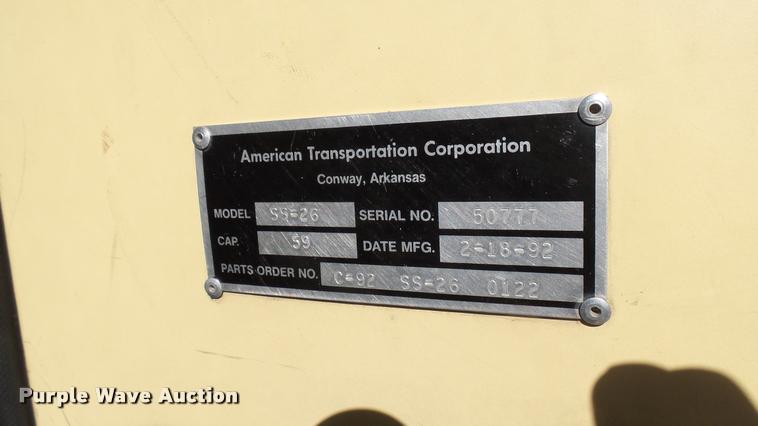 American Transportation Corporation
Conway, Arkansas
MODEL SS-26 SERIAL NO. 50777
CAP. 59 DATE MFG. 2-18-92
PARTS ORDER NO. C-92 SS-26 0122
Purple Wave Auction